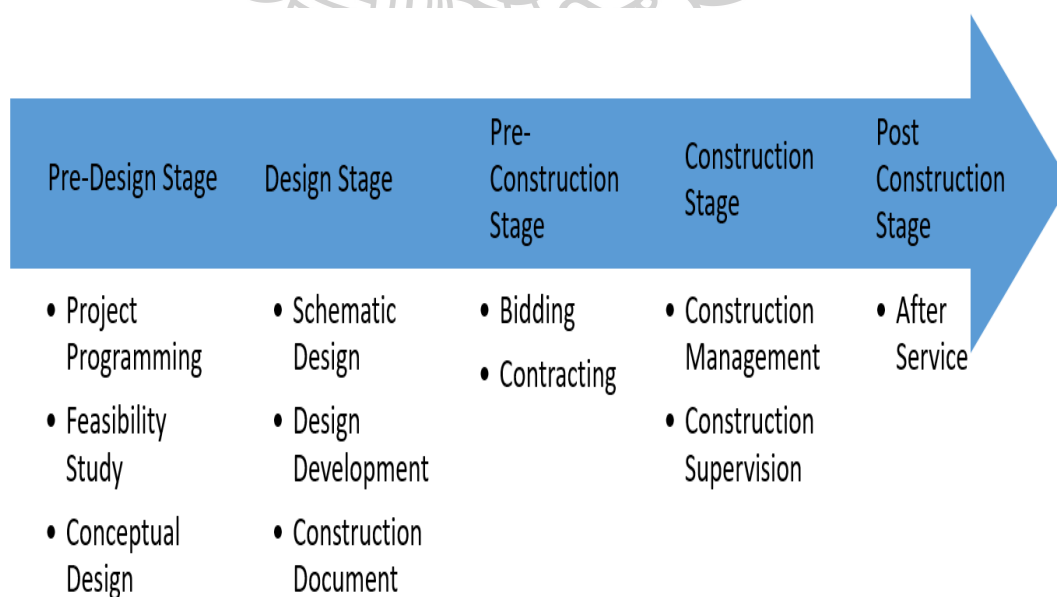 Pre-Design Stage
Design Stage
Pre-
Construction
Stage
Construction
Stage
Post
Construction
Stage
• Project
Programming
• Feasibility
Study
• Conceptual
Design
• Schematic
Design
• Design
Development
• Construction
Document
• Bidding
• Contracting
• Construction
Management
• Construction
Supervision
• After
Service